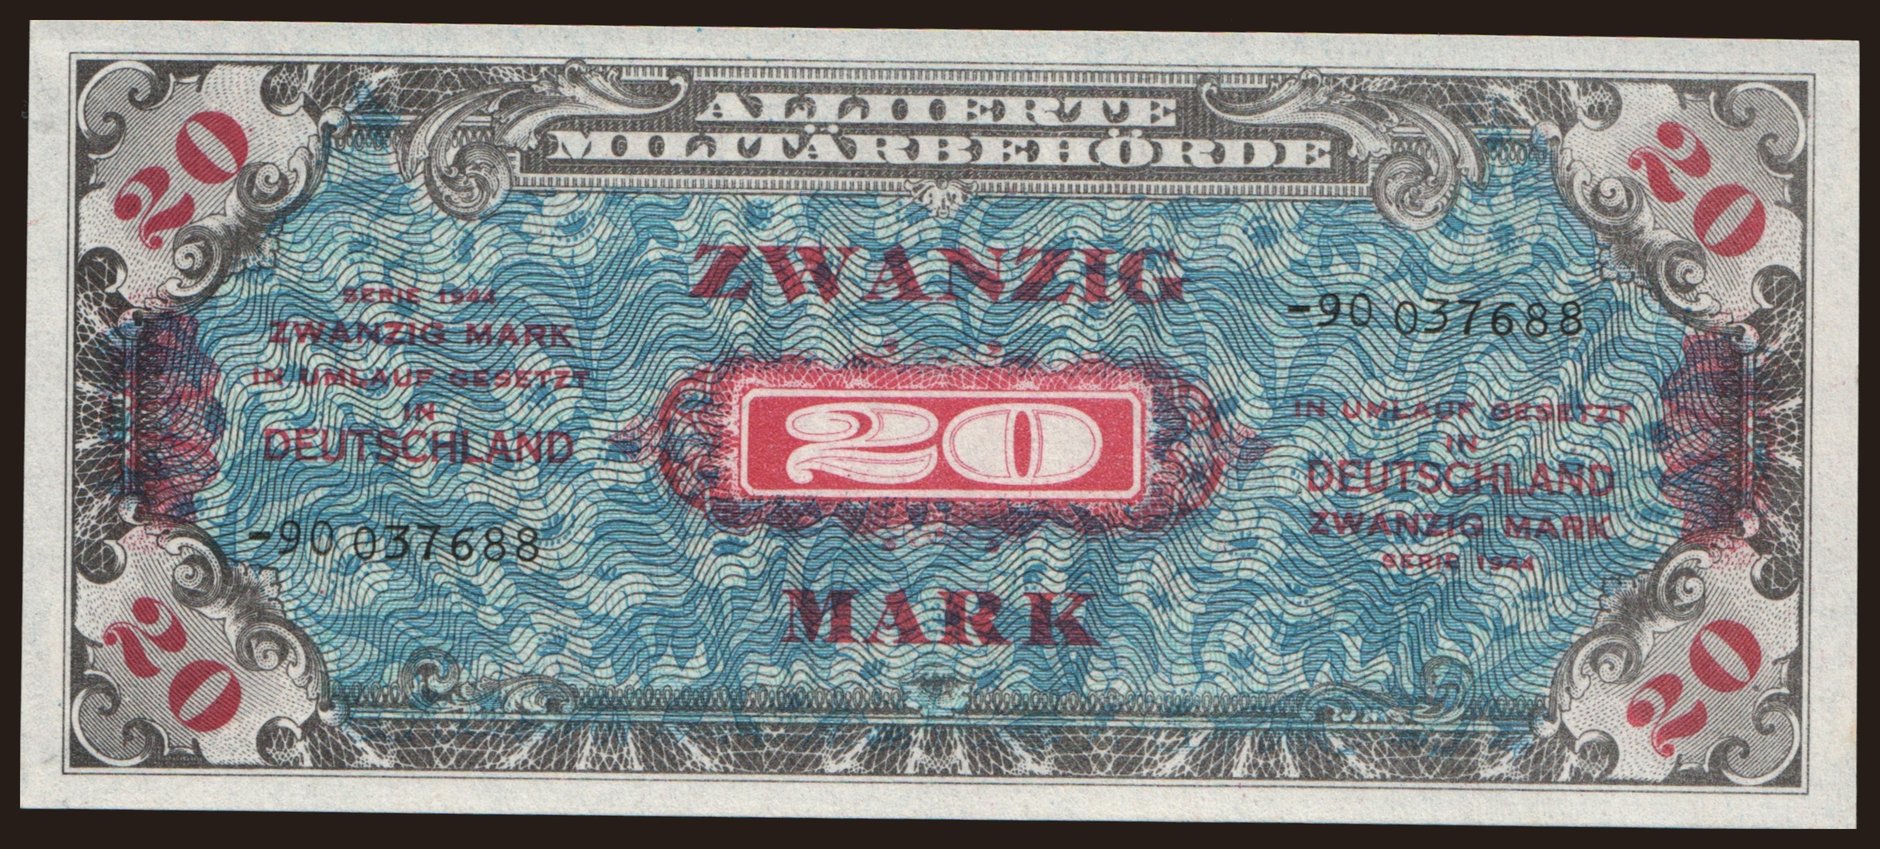 ALLIIERTE
MILITÄRBEHÖRDE
20
20
ZWANZIG
SERIE 1944
ZWANZIG MARK
IN UMLAUF GESETZT
IN
DEUTSCHLAND
-90 037688
20
-90 037688
IN UMLAUF GESETZT
IN
DEUTSCHLAND
ZWANZIG MARK
SERIE 1944
MARK
20
20